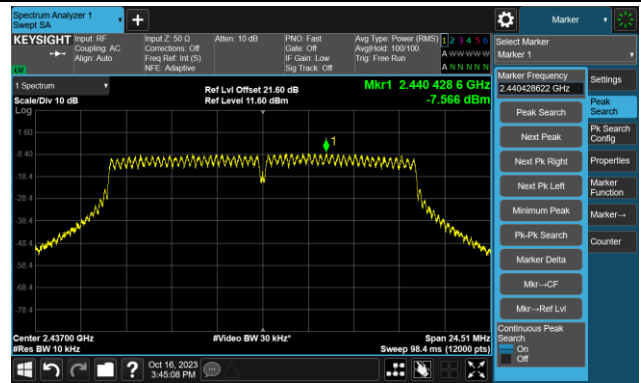 Spectrum Analyzer 1
Swept SA
Marker
KEYSIGHT
Input: RF
Coupling: AC
Align: Auto
Input Z: 50 Ω
Corrections: Off
Freq Ref: Int (S)
NFE: Adaptive
Atten: 10 dB
PNO: Fast
Gate: Off
IF Gain: Low
Sig Track: Off
Avg Type: Power (RMS)
Avg|Hold: 100/100
Trig: Free Run
1 2 3 4 5 6
A W W W W W
A N N N N N
Select Marker
Marker 1
1 Spectrum
Scale/Div 10 dB
Log
Ref Lvl Offset 21.60 dB
Ref Level 11.60 dBm
Mkr1 2.440 428 6 GHz
-7.566 dBm
1.60
-8.40
-18.4
-28.4
-38.4
-48.4
-58.4
-68.4
-78.4
1
Center 2.43700 GHz
#Res BW 10 kHz
#Video BW 30 kHz*
Span 24.51 MHz
Sweep 98.4 ms (12000 pts)
Marker Frequency
2.440428622 GHz
Peak Search
Next Peak
Next Pk Right
Next Pk Left
Minimum Peak
Pk-Pk Search
Marker Delta
Mkr→CF
Mkr→Ref Lvl
Continuous Peak
Search
On
Off
Settings
Peak
Search
Pk Search
Config
Properties
Marker
Function
Marker→
Counter
Oct 16, 2023
3:45:08 PM